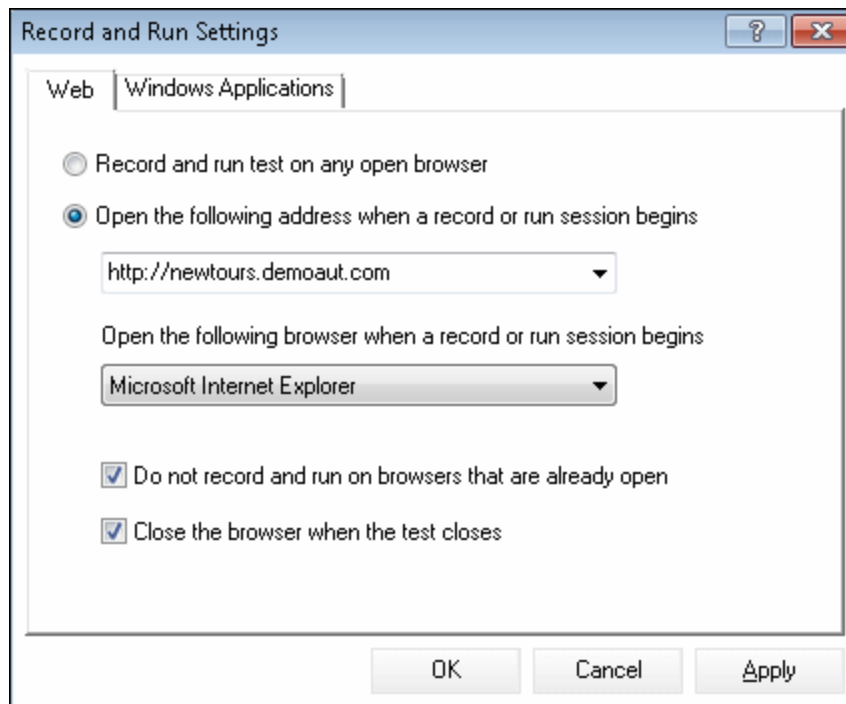 Record and Run Settings
?
Web
Windows Applications
Record and run test on any open browser
Open the following address when a record or run session begins
http://newtours.demoaut.com
Open the following browser when a record or run session begins
Microsoft Internet Explorer
Do not record and run on browsers that are already open
Close the browser when the test closes
OK
Cancel
Apply